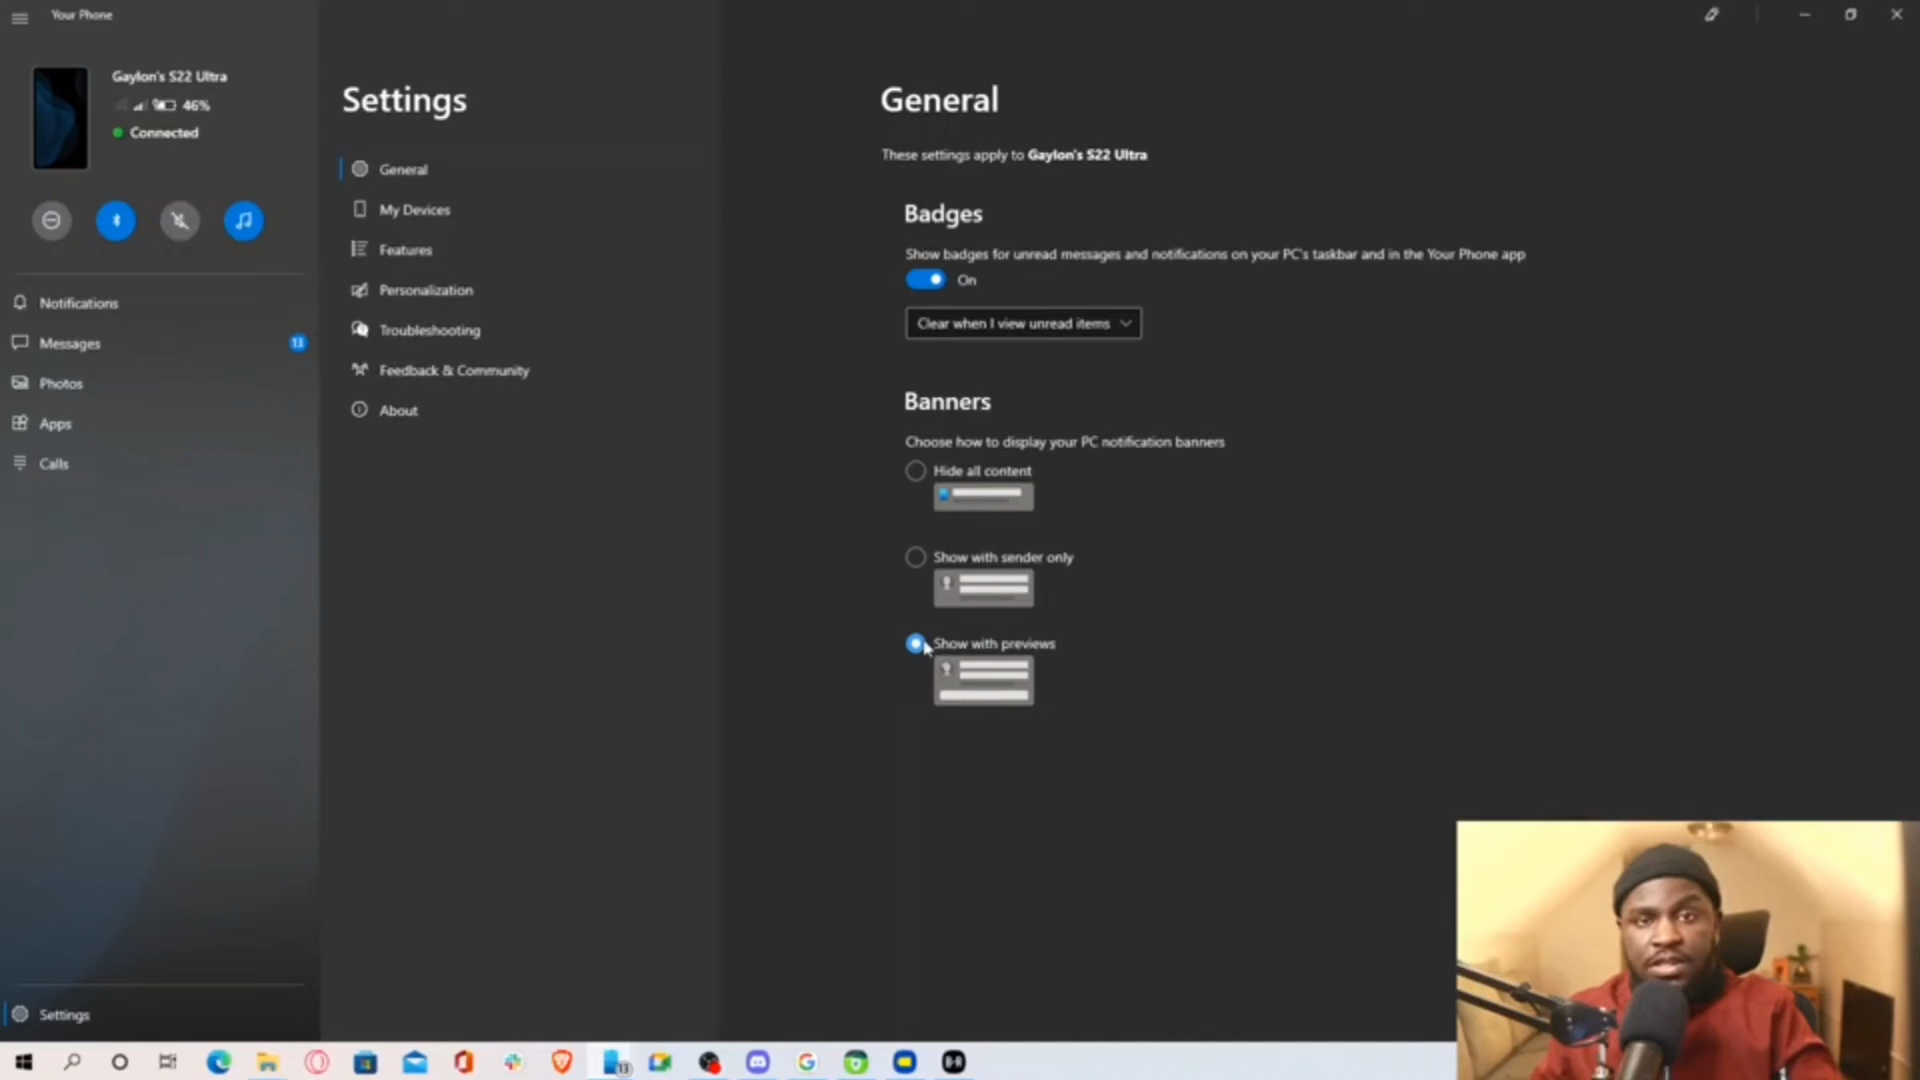 Your Phone
Gaylon's S22 Ultra
46%
Connected
Notifications
Messages
13
Photos
Apps
Calls
Settings
Settings
General
My Devices
Features
Personalization
Troubleshooting
Feedback & Community
About
General
These settings apply to Gaylon's S22 Ultra
Badges
Show badges for unread messages and notifications on your PC's taskbar and in the Your Phone app
On
Clear when I view unread items
Banners
Choose how to display your PC notification banners
Hide all content
Show with sender only
Show with previews
13